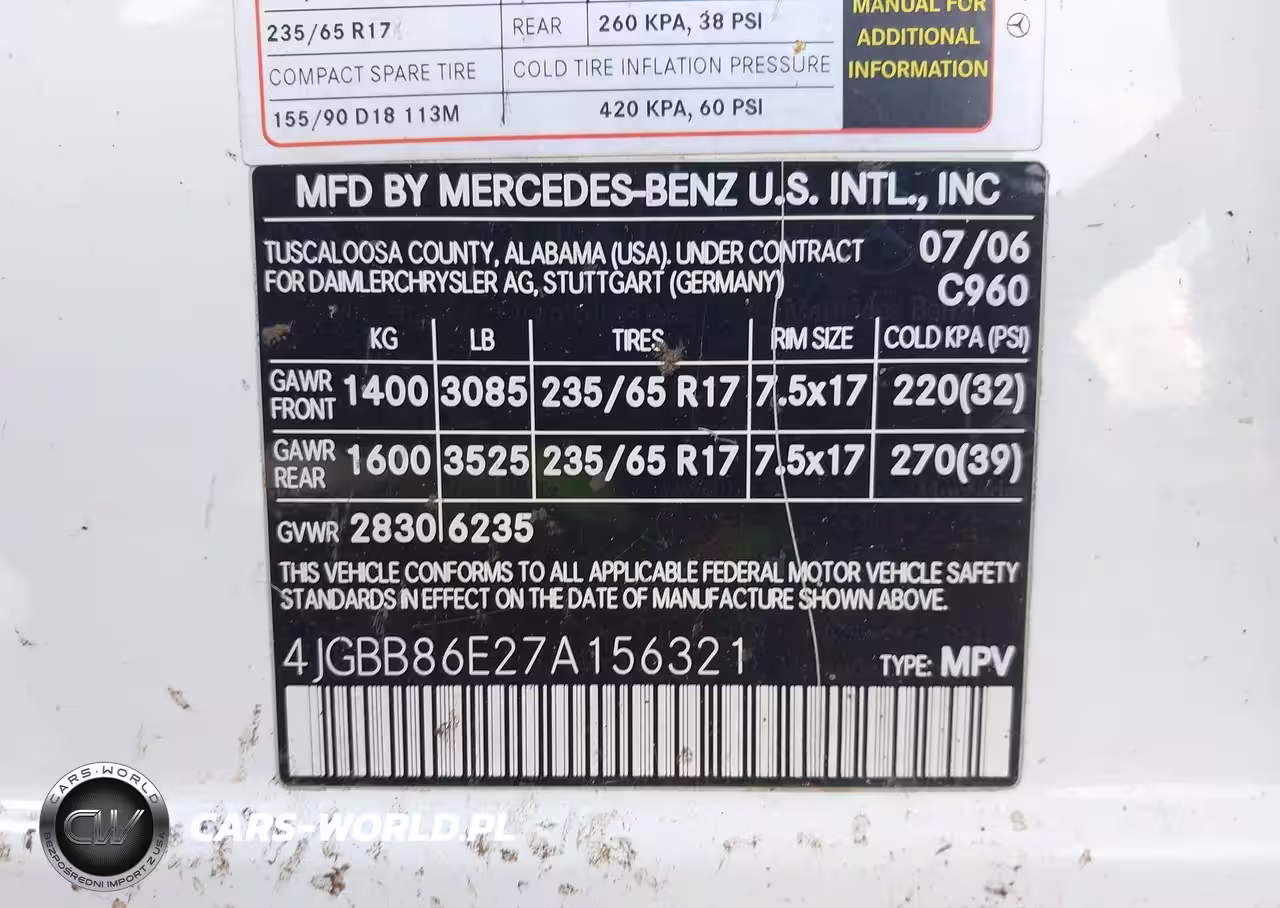 MANUAL FOR
235/65 R17 REAR 260 KPA, 38 PSI
ADDITIONAL
COMPACT SPARE TIRE COLD TIRE INFLATION PRESSURE
INFORMATION
155/90 D18 113M 420 KPA, 60 PSI
MFD BY MERCEDES-BENZ U.S. INTL., INC
TUSCALOOSA COUNTY, ALABAMA (USA). UNDER CONTRACT 07/06
FOR DAIMLERCHRYSLER AG, STUTTGART (GERMANY) C960
KG LB TIRES RIM SIZE COLD KPA (PSI)
GAWR FRONT 1400 3085 235/65 R17 7.5x17 220(32)
GAWR REAR 1600 3525 235/65 R17 7.5x17 270(39)
GVWR 2830 6235
THIS VEHICLE CONFORMS TO ALL APPLICABLE FEDERAL MOTOR VEHICLE SAFETY
STANDARDS IN EFFECT ON THE DATE OF MANUFACTURE SHOWN ABOVE.
4JGBB86E27A156321 TYPE: MPV
CARS-WORLD
CW
BEZPOŚREDNI IMPORT Z USA
CARS-WORLD.PL